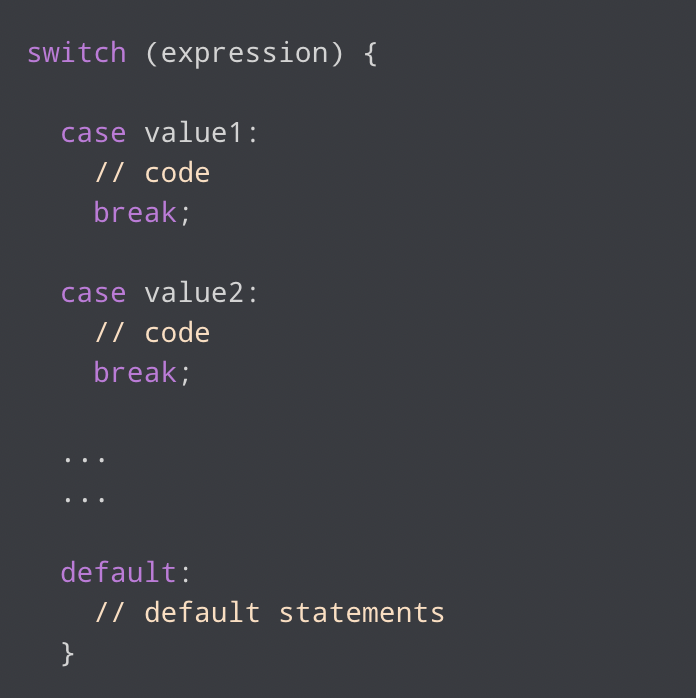 switch (expression) {
case value1:
// code
break;
case value2:
// code
break;
...
...
default:
// default statements
}